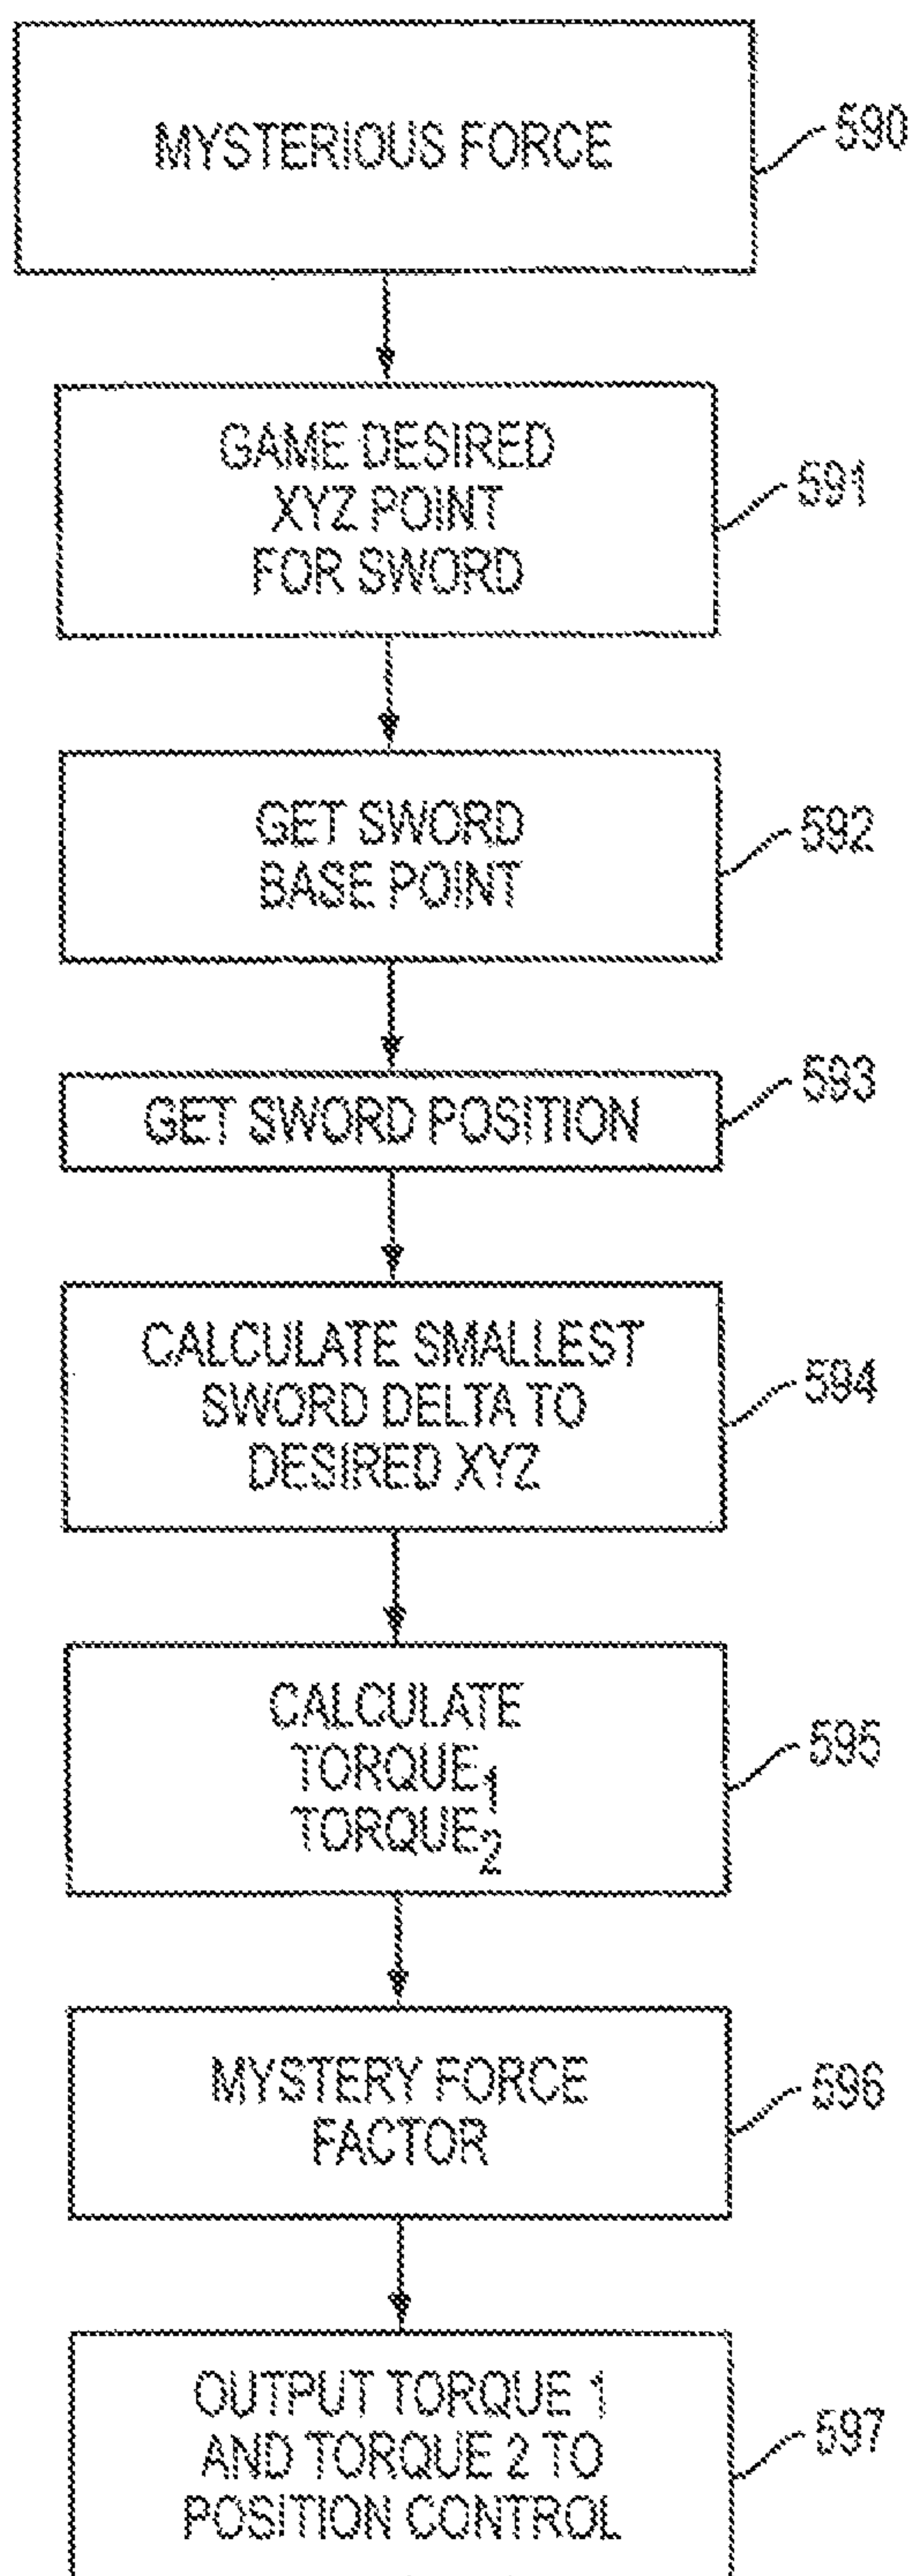 MYSTERIOUS FORCE
590
GAME DESIRED
XYZ POINT
FOR SWORD
591
GET SWORD
BASE POINT
592
GET SWORD POSITION
593
CALCULATE SMALLEST
SWORD DELTA TO
DESIRED XYZ
594
CALCULATE
TORQUE1
TORQUE2
595
MYSTERY FORCE
FACTOR
596
OUTPUT TORQUE 1
AND TORQUE 2 TO
POSITION CONTROL
597